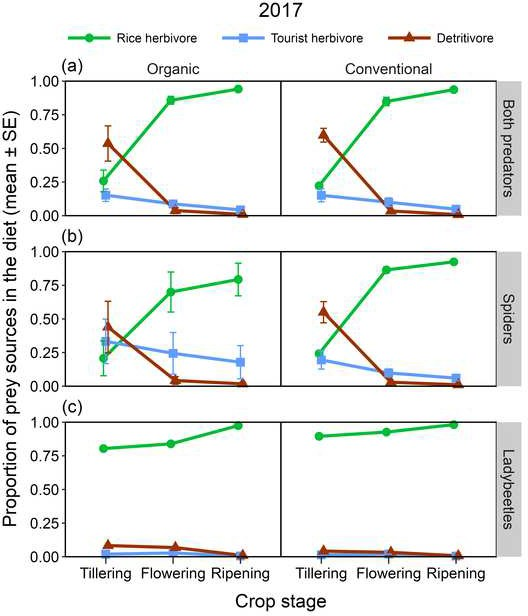 2017
Rice herbivore Tourist herbivore Detritivore
(a) Organic Conventional
1.00
0.75
0.50
0.25
0.00
Both predators
(b)
1.00
0.75
0.50
0.25
0.00
Spiders
(c)
1.00
0.75
0.50
0.25
0.00
Ladybeetles
Proportion of prey sources in the diet (mean ± SE)
Tillering Flowering Ripening Tillering Flowering Ripening
Crop stage